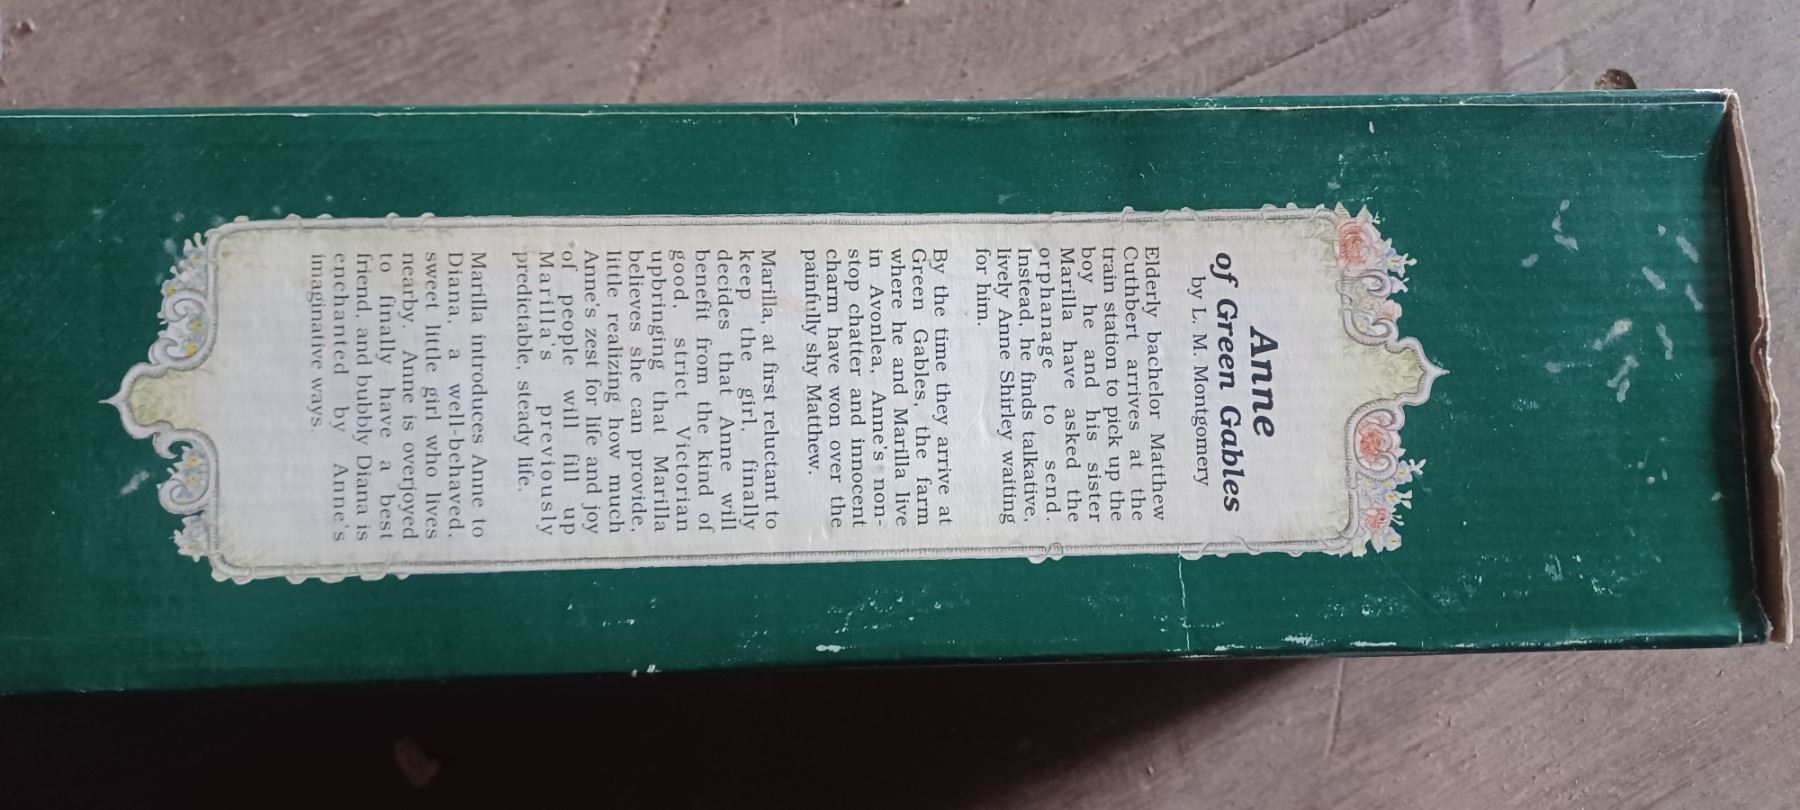 Anne
of Green Gables
by L. M. Montgomery
Elderly bachelor Matthew
Cuthbert arrives at the
train station to pick up the
boy he and his sister
Marilla have asked the
orphanage to send.
Instead, he finds talkative,
lively Anne Shirley waiting
for him.
By the time they arrive at
Green Gables, the farm
where he and Marilla live
in Avonlea, Anne's non-
stop chatter and innocent
charm have won over the
painfully shy Matthew.
Marilla, at first reluctant to
keep the girl, finally
decides that Anne will
benefit from the kind of
good, strict Victorian
upbringing that Marilla
believes she can provide,
little realizing how much
Anne's zest for life and joy
of people will fill up
Marilla's previously
predictable, steady life.
Marilla introduces Anne to
Diana, a well-behaved,
sweet little girl who lives
nearby. Anne is overjoyed
to finally have a best
friend, and bubbly Diana is
enchanted by Anne's
imaginative ways.